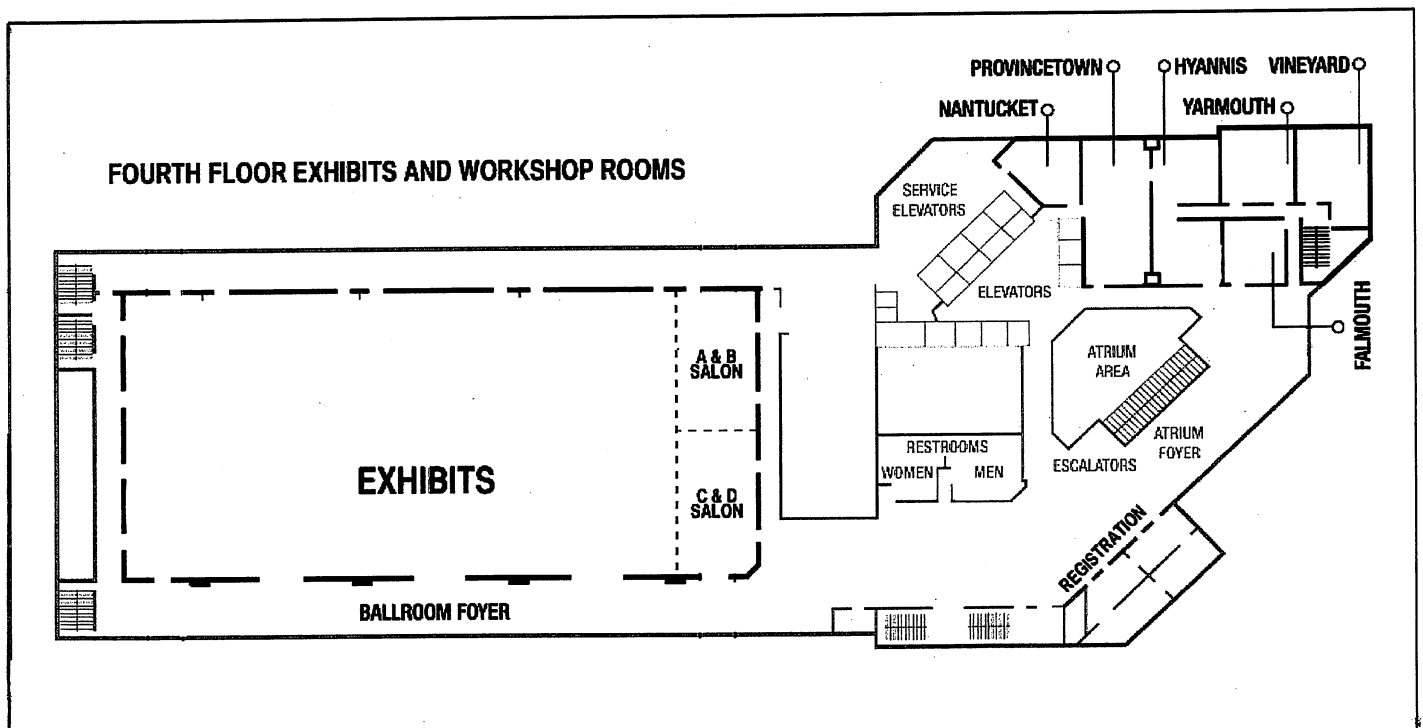 PROVINCETOWN
HYANNIS
VINEYARD
NANTUCKET
YARMOUTH
FOURTH FLOOR EXHIBITS AND WORKSHOP ROOMS
SERVICE
ELEVATORS
ELEVATORS
FALMOUTH
A & B
SALON
ATRIUM
AREA
ATRIUM
FOYER
ESCALATORS
RESTROOMS
WOMEN
MEN
EXHIBITS
C & D
SALON
REGISTRATION
BALLROOM FOYER